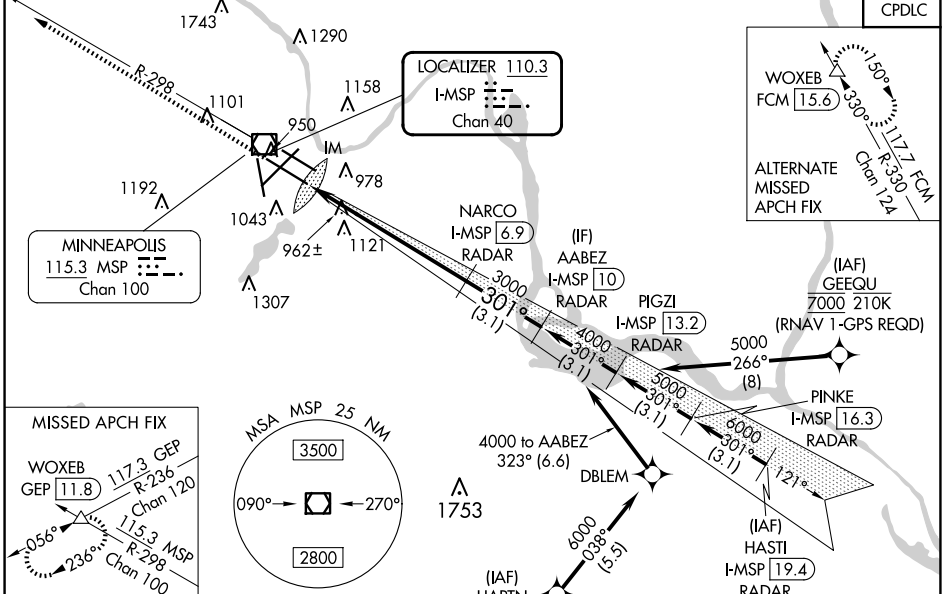 CPDLC
1743
1290
R-298
1101
1158
950
IM
978
1192
1043
962±
1121
1307
LOCALIZER 110.3
I-MSP
Chan 40
WOXEB
FCM 15.6
150°
330°
117.7 FCM
R-330
Chan 124
ALTERNATE
MISSED
APCH FIX
MINNEAPOLIS
115.3 MSP
Chan 100
NARCO
I-MSP 6.9
RADAR
(IF)
AABEZ
I-MSP 10
RADAR
PIGZI
I-MSP 13.2
RADAR
(IAF)
GEEQU
7000 210K
(RNAV 1-GPS REQD)
5000
266°
(8)
3000
301°
(3.1)
4000
301°
(3.1)
5000
301°
(3.1)
6000
301°
(3.1)
121°
PINKE
I-MSP 16.3
RADAR
4000 to AABEZ
323° (6.6)
DBLEM
6000
038°
(5.5)
(IAF)
HASTI
I-MSP 19.4
RADAR
(IAF)
MISSED APCH FIX
WOXEB
GEP 11.8
117.3 GEP
R-236
Chan 120
056°
236°
115.3 MSP
R-298
Chan 100
MSA MSP 25 NM
3500
090°
270°
2800
1753